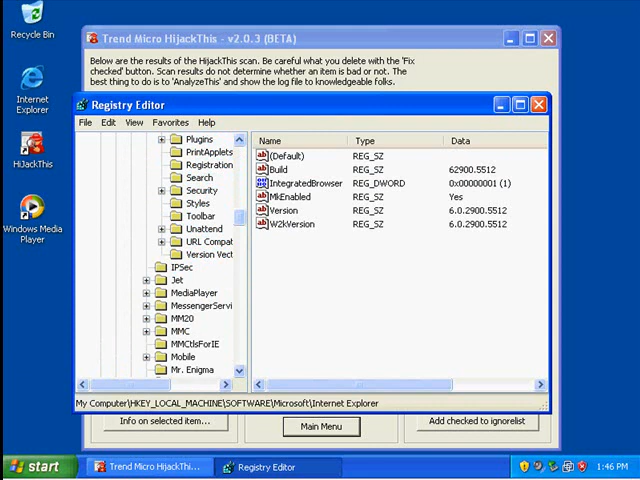 Recycle Bin
Internet
Explorer
HiJackThis
Windows Media
Player
Trend Micro HijackThis - v2.0.3 (BETA)
Below are the results of the HijackThis scan. Be careful what you delete with the 'Fix
checked' button. Scan results do not determine whether an item is bad or not. The
best thing to do is 'AnalyzeThis' and show the log file to knowledgeable folks.
Registry Editor
File Edit View Favorites Help
Plugins
PrintApplets
Registration
Search
Security
Styles
Toolbar
Unattend
URL Compat
Version Vect
IPSec
Jet
MediaPlayer
MessengerServi
MM20
MMC
MMCtlsForIE
Mobile
Mr. Enigma
Name Type Data
(Default) REG_SZ
Build REG_SZ 62900.5512
IntegratedBrowser REG_DWORD 0x00000001 (1)
MkEnabled REG_SZ Yes
Version REG_SZ 6.0.2900.5512
W2kVersion REG_SZ 6.0.2900.5512
My Computer\HKEY_LOCAL_MACHINE\SOFTWARE\Microsoft\Internet Explorer
Info on selected item...
Main Menu
Add checked to ignorelist
start
Trend Micro HijackThi...
Registry Editor
1:46 PM